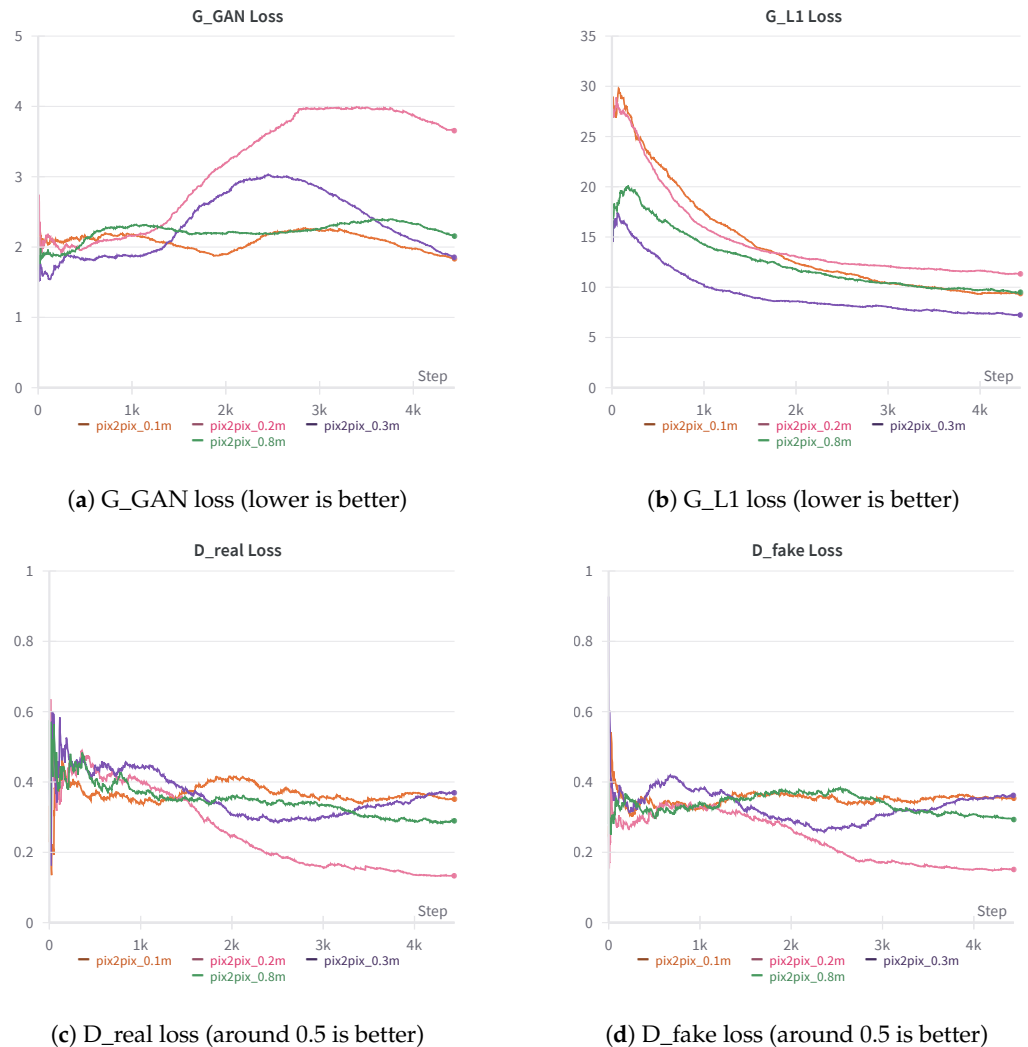 G_GAN Loss
5
4
3
2
1
0
Step
0 1k 2k 3k 4k
pix2pix_0.1m pix2pix_0.2m pix2pix_0.3m
pix2pix_0.8m
(a) G_GAN loss (lower is better)
G_L1 Loss
35
30
25
20
15
10
5
0
Step
0 1k 2k 3k 4k
pix2pix_0.1m pix2pix_0.2m pix2pix_0.3m
pix2pix_0.8m
(b) G_L1 loss (lower is better)
D_real Loss
1
0.8
0.6
0.4
0.2
0
Step
0 1k 2k 3k 4k
pix2pix_0.1m pix2pix_0.2m pix2pix_0.3m
pix2pix_0.8m
(c) D_real loss (around 0.5 is better)
D_fake Loss
1
0.8
0.6
0.4
0.2
0
Step
0 1k 2k 3k 4k
pix2pix_0.1m pix2pix_0.2m pix2pix_0.3m
pix2pix_0.8m
(d) D_fake loss (around 0.5 is better)